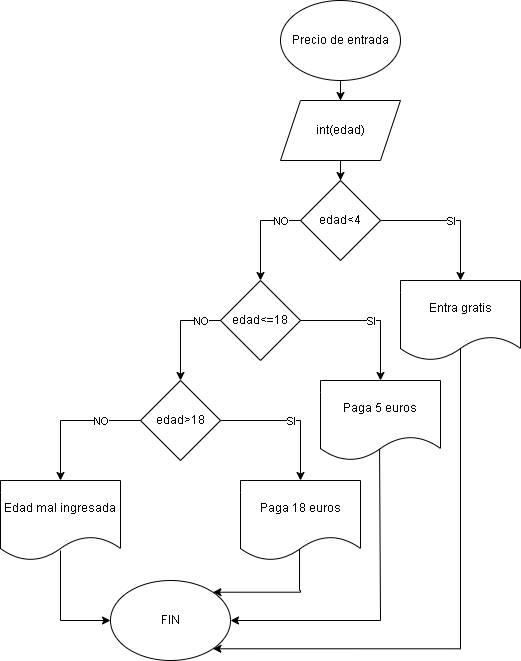 Precio de entrada
int(edad)
edad<4
NO
SI
edad<=18
Entra gratis
NO
SI
edad>18
Paga 5 euros
NO
SI
Edad mal ingresada
Paga 18 euros
FIN